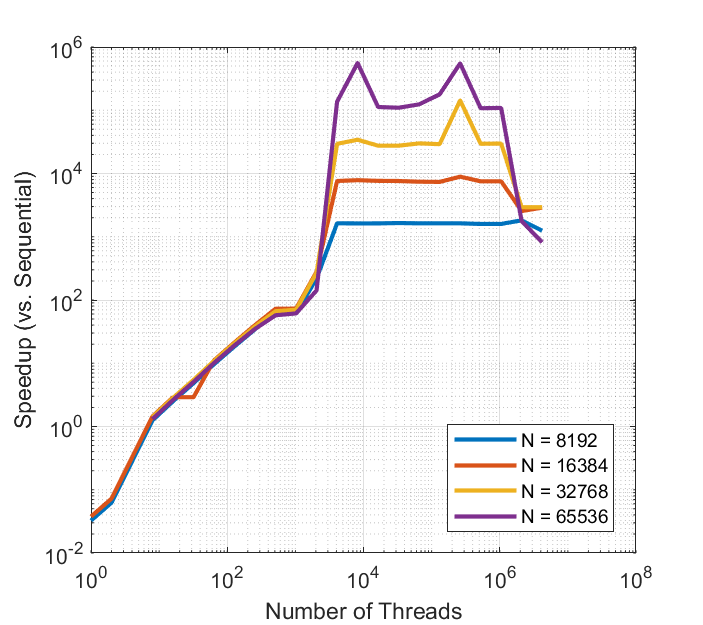 10^6
10^4
10^2
10^0
10^-2
Speedup (vs. Sequential)
N = 8192
N = 16384
N = 32768
N = 65536
10^0 10^2 10^4 10^6 10^8
Number of Threads